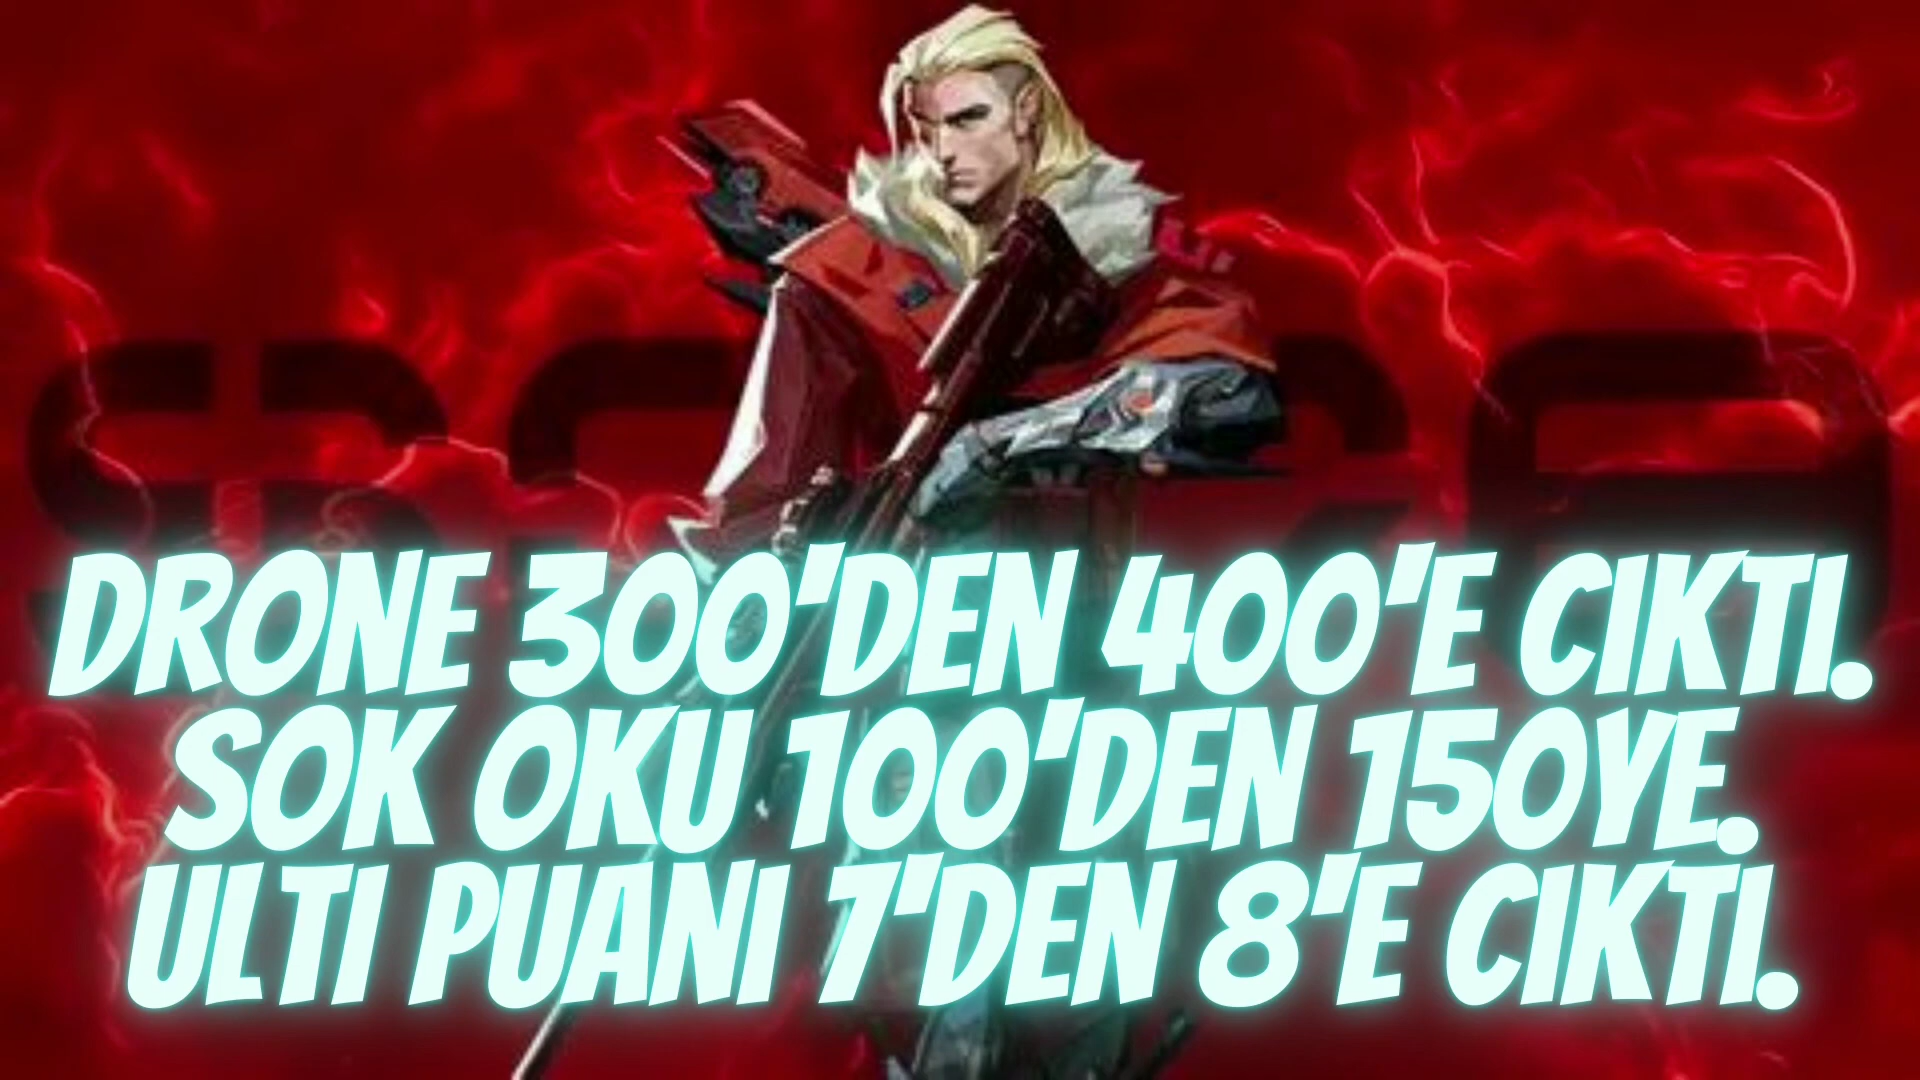 DRONE 300'DEN 400'E CIKTI.
SOK OKU 100'DEN 150YE.
ULTI PUANI 7'DEN 8'E CIKTI.